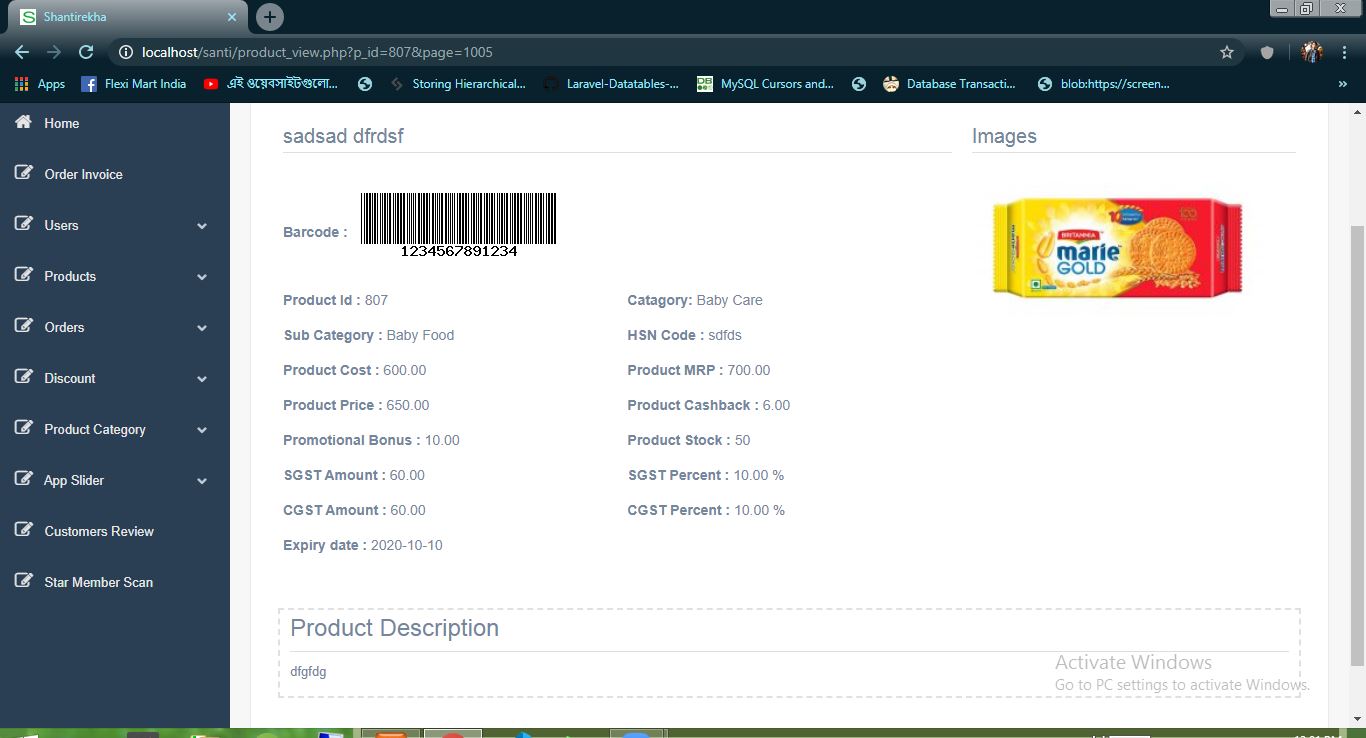 Shantirekha
localhost/santi/product_view.php?p_id=807&page=1005
Apps
Flexi Mart India
এই ওয়েবসাইটগুলো...
Storing Hierarchical...
Laravel-Datatables-...
MySQL Cursors and...
Database Transacti...
blob:https://screen...
Home
Order Invoice
Users
Products
Orders
Discount
Product Category
App Slider
Customers Review
Star Member Scan
sadsad dfrdsf
Images
Barcode :
1234567891234
BRITANNIA
marie
GOLD
Product Id : 807
Catagory: Baby Care
Sub Category : Baby Food
HSN Code : sdfds
Product Cost : 600.00
Product MRP : 700.00
Product Price : 650.00
Product Cashback : 6.00
Promotional Bonus : 10.00
Product Stock : 50
SGST Amount : 60.00
SGST Percent : 10.00 %
CGST Amount : 60.00
CGST Percent : 10.00 %
Expiry date : 2020-10-10
Product Description
dfgfdg
Activate Windows
Go to PC settings to activate Windows.